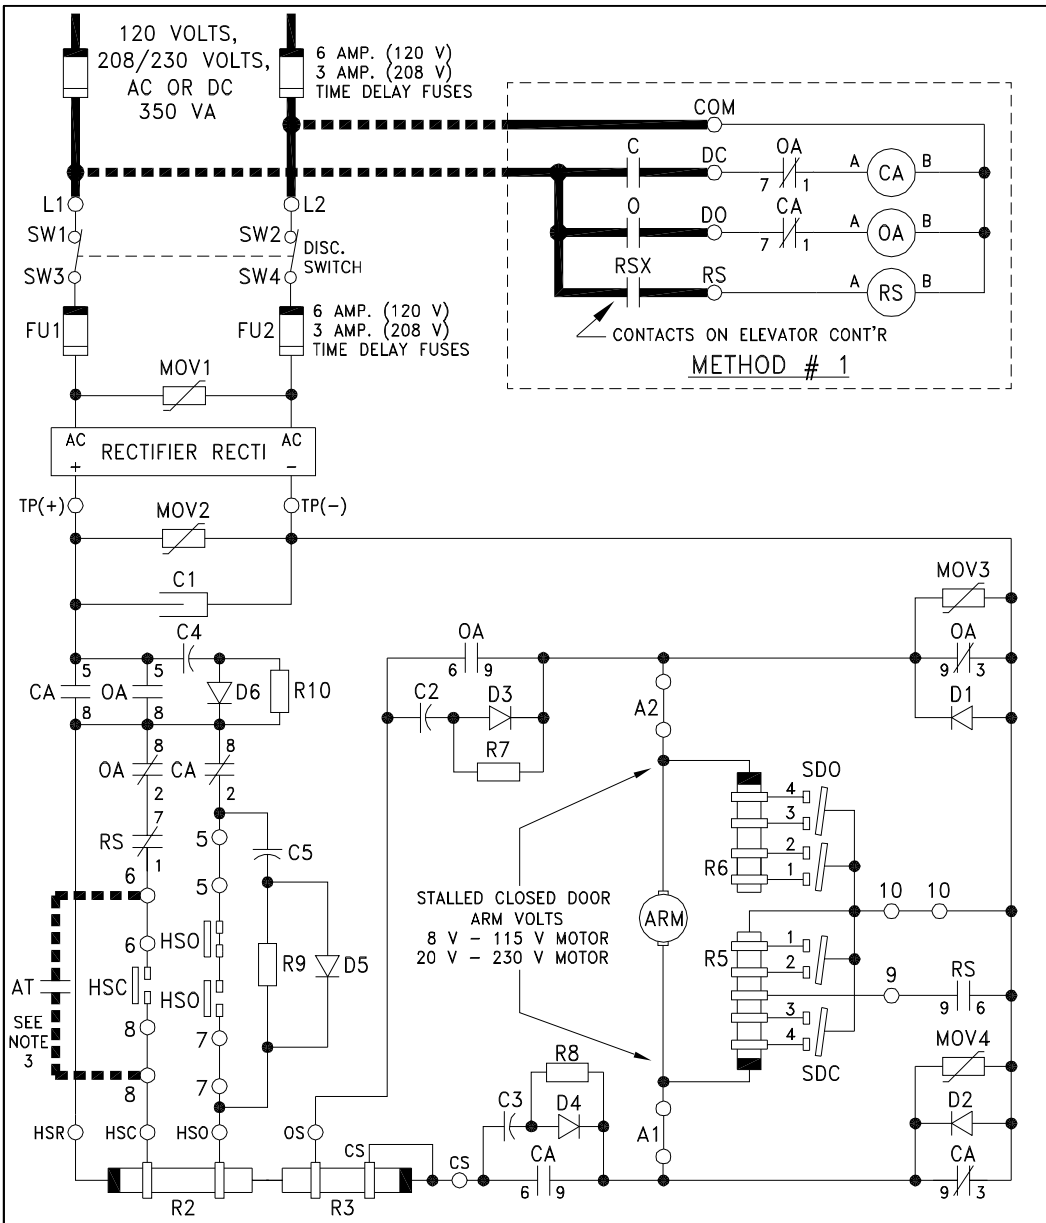 120 VOLTS,
208/230 VOLTS,
AC OR DC
350 VA
6 AMP. (120 V)
3 AMP. (208 V)
TIME DELAY FUSES
COM
C
DC
OA
7
1
A
CA
B
O
DO
CA
7
1
A
OA
B
RSX
RS
A
RS
B
CONTACTS ON ELEVATOR CONT'R
METHOD # 1
L1
L2
SW1
SW2
DISC.
SWITCH
SW3
SW4
FU1
FU2
6 AMP. (120 V)
3 AMP. (208 V)
TIME DELAY FUSES
MOV1
AC
AC
RECTIFIER RECTI
+
-
TP(+)
TP(-)
MOV2
C1
MOV3
C4
5
5
CA
OA
D6
R10
8
8
OA
6
9
C2
D3
R7
A2
OA
9
3
D1
8
8
OA
CA
2
2
7
RS
1
5
5
C5
6
6
HSO
HSO
HSC
R9
D5
AT
SEE
NOTE
3
8
8
7
7
STALLED CLOSED DOOR
ARM VOLTS
8 V - 115 V MOTOR
20 V - 230 V MOTOR
ARM
SDO
4
3
2
1
R6
10
10
R5
1
2
3
4
SDC
9
RS
9
6
MOV4
D2
CA
9
3
R8
C3
D4
A1
CA
6
9
HSR
HSC
HSO
OS
CS
CS
R2
R3